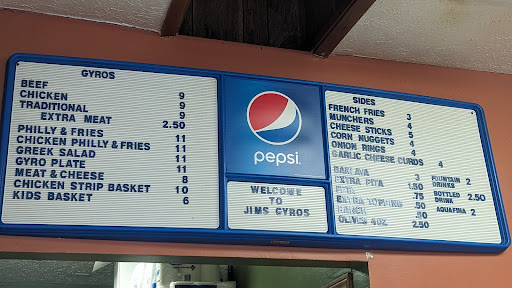 GYROS
BEEF 9
CHICKEN 9
TRADITIONAL 9
EXTRA MEAT 2.50
PHILLY & FRIES 11
CHICKEN PHILLY & FRIES 11
GREEK SALAD 11
GYRO PLATE 11
MEAT & CHEESE 8
CHICKEN STRIP BASKET 10
KIDS BASKET 6
pepsi
WELCOME
TO
JIMS GYROS
SIDES
FRENCH FRIES 3
MUNCHERS 4
CHEESE STICKS 5
CORN NUGGETS 4
ONION RINGS 4
GARLIC CHEESE CURDS 4
BAKLAVA 3
EXTRA PITA 1.50
PITA .75
EXTRA TOPPING .50
RANCH .50
OLIVES 4OZ 2.50
FOUNTAIN DRINKS 2
BOTTLED DRINK 2.50
AQUAFINA 2